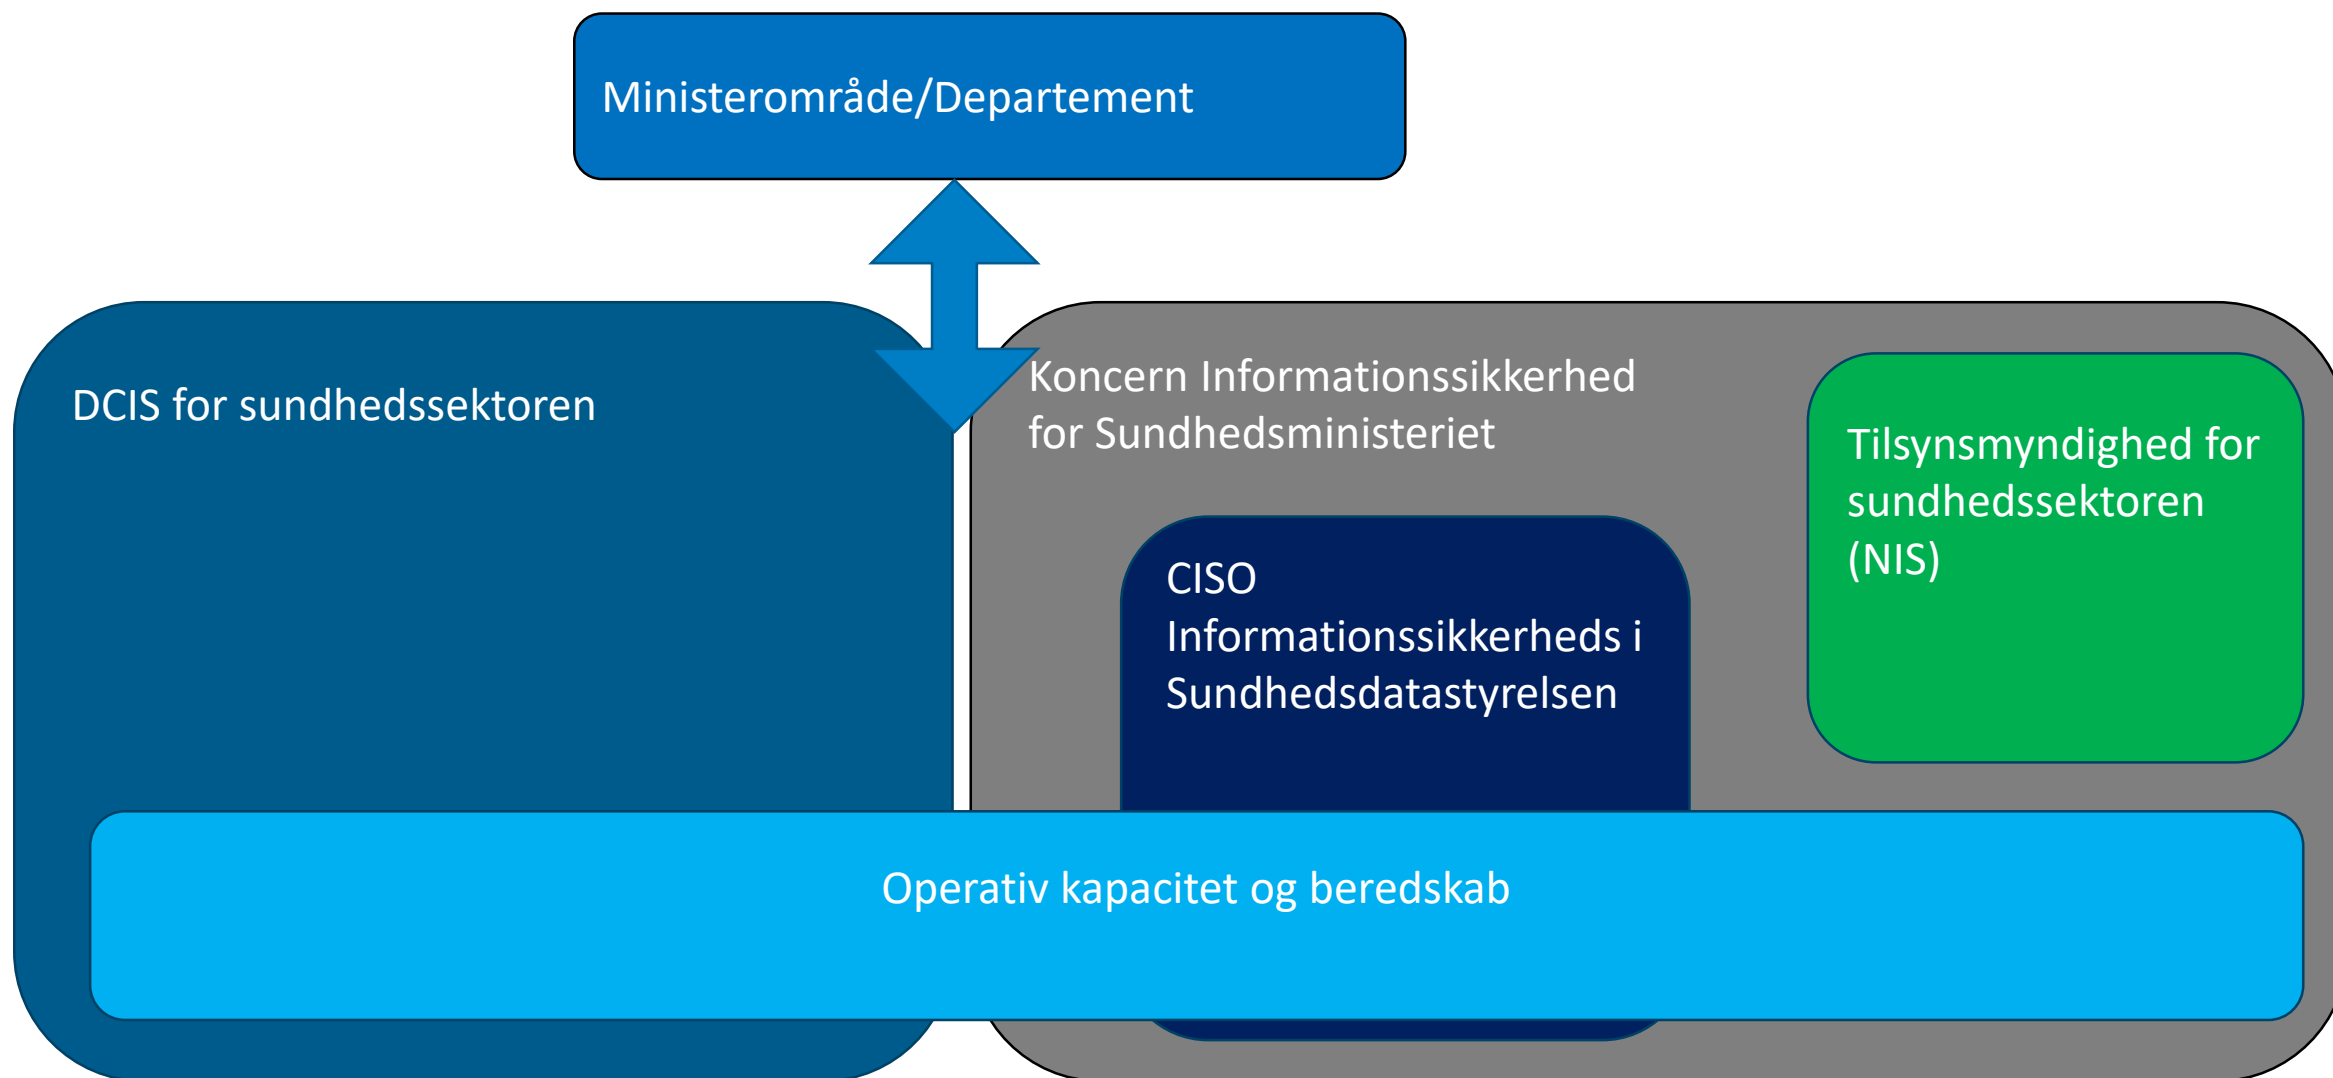 Ministerområde/Departement
DCIS for sundhedssektoren
Koncern Informationssikkerhed
for Sundhedsministeriet
Tilsynsmyndighed for
sundhedssektoren
(NIS)
CISO
Informationssikkerheds i
Sundhedsdatastyrelsen
Operativ kapacitet og beredskab